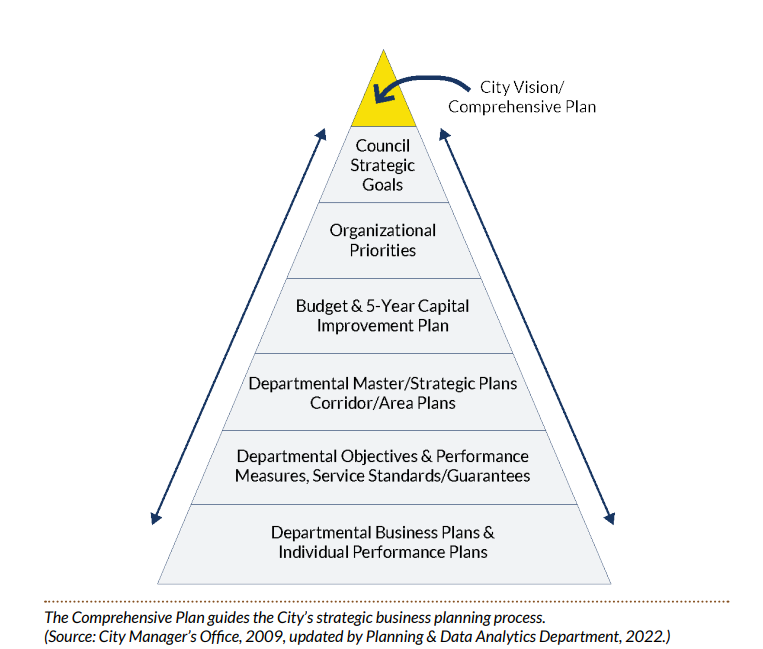 City Vision/
Comprehensive Plan
Council
Strategic
Goals
Organizational
Priorities
Budget & 5-Year Capital
Improvement Plan
Departmental Master/Strategic Plans
Corridor/Area Plans
Departmental Objectives & Performance
Measures, Service Standards/Guarantees
Departmental Business Plans &
Individual Performance Plans
The Comprehensive Plan guides the City’s strategic business planning process.
(Source: City Manager’s Office, 2009, updated by Planning & Data Analytics Department, 2022.)